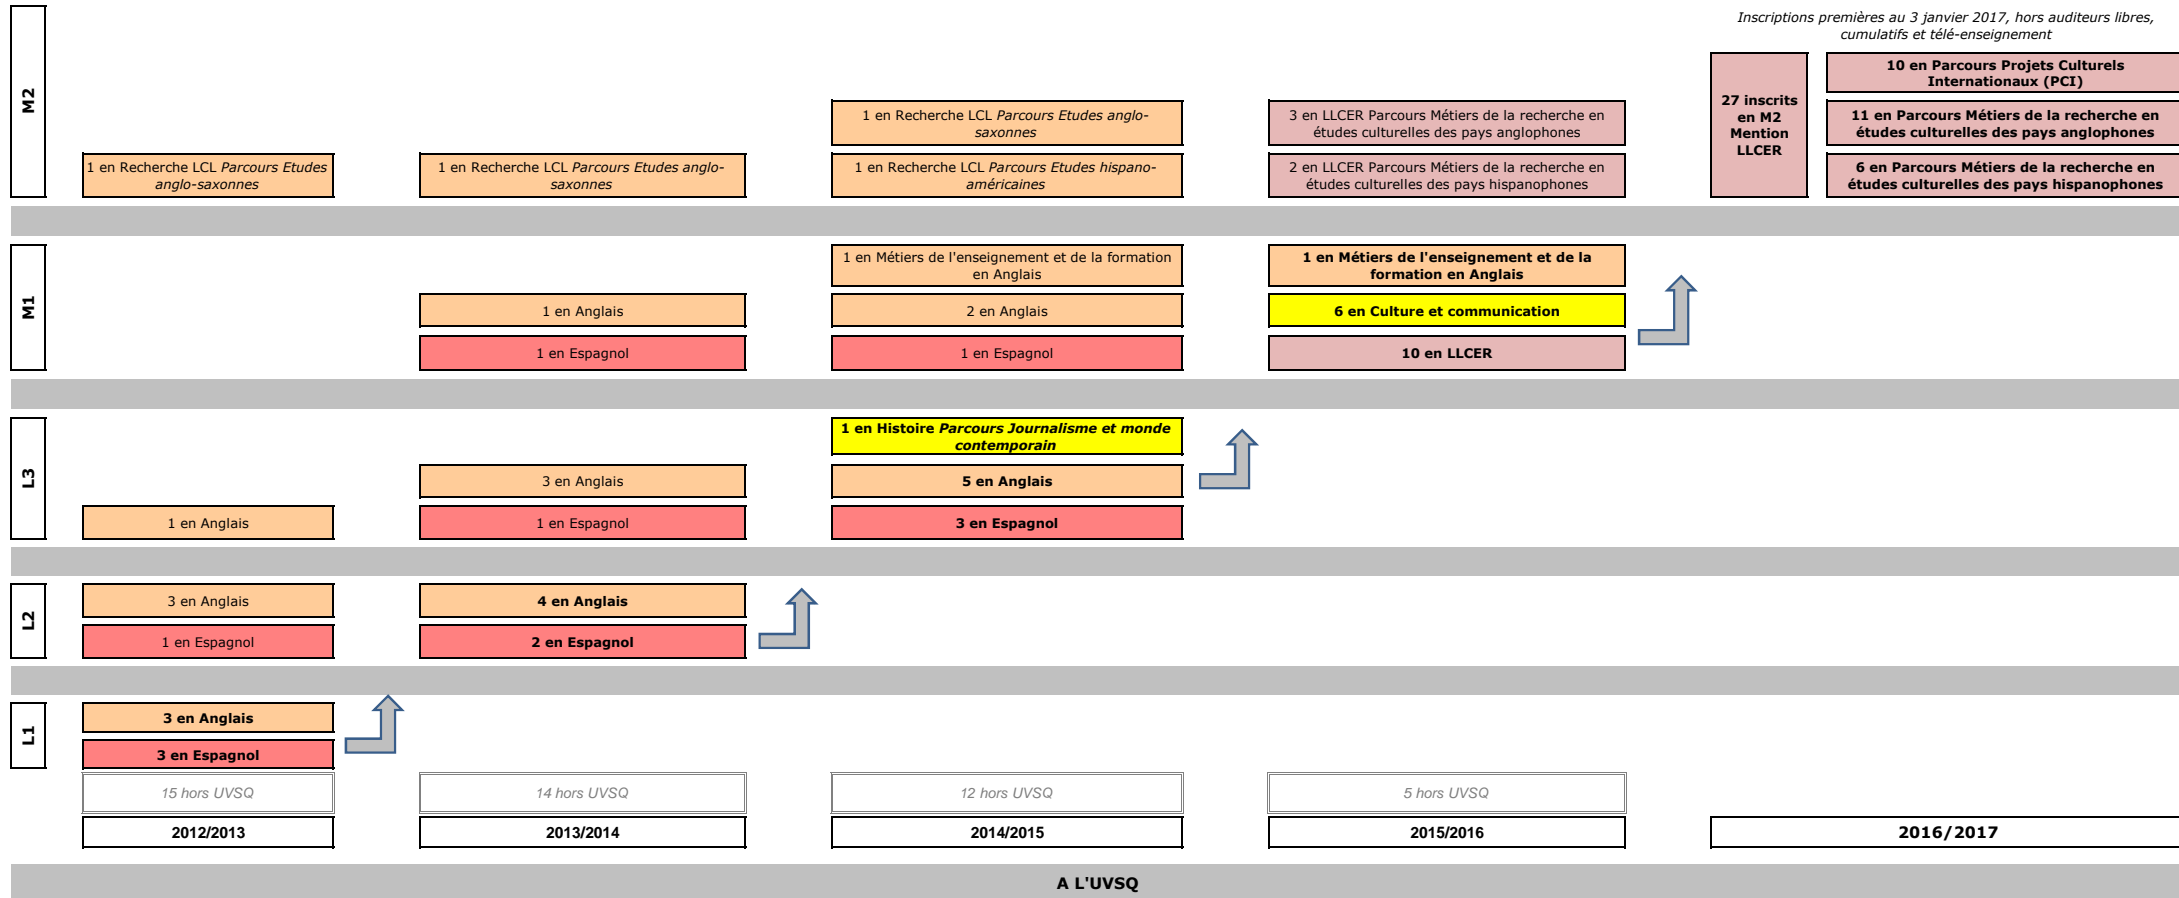 Inscriptions premières au 3 janvier 2017, hors auditeurs libres,
cumulatifs et télé-enseignement
M2
1 en Recherche LCL Parcours Etudes
anglo-saxonnes
1 en Recherche LCL Parcours Etudes anglo-
saxonnes
1 en Recherche LCL Parcours Etudes anglo-
saxonnes
1 en Recherche LCL Parcours Etudes hispano-
américaines
3 en LLCER Parcours Métiers de la recherche en
études culturelles des pays anglophones
2 en LLCER Parcours Métiers de la recherche en
études culturelles des pays hispanophones
27 inscrits
en M2
Mention
LLCER
10 en Parcours Projets Culturels
Internationaux (PCI)
11 en Parcours Métiers de la recherche en
études culturelles des pays anglophones
6 en Parcours Métiers de la recherche en
études culturelles des pays hispanophones
M1
1 en Anglais
1 en Espagnol
1 en Métiers de l'enseignement et de la formation
en Anglais
2 en Anglais
1 en Espagnol
1 en Métiers de l'enseignement et de la
formation en Anglais
6 en Culture et communication
10 en LLCER
L3
1 en Anglais
3 en Anglais
1 en Espagnol
1 en Histoire Parcours Journalisme et monde
contemporain
5 en Anglais
3 en Espagnol
L2
3 en Anglais
1 en Espagnol
4 en Anglais
2 en Espagnol
L1
3 en Anglais
3 en Espagnol
15 hors UVSQ
14 hors UVSQ
12 hors UVSQ
5 hors UVSQ
2012/2013
2013/2014
2014/2015
2015/2016
2016/2017
A L'UVSQ